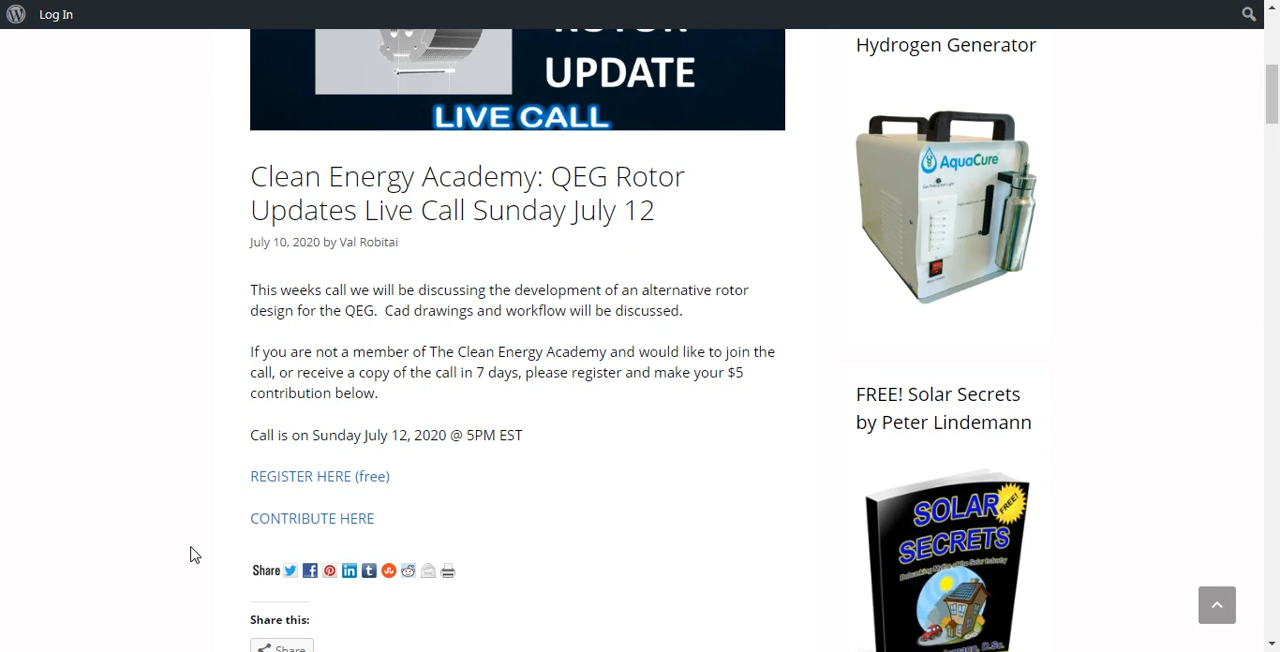 Log In
ROTOR
UPDATE
LIVE CALL
Clean Energy Academy: QEG Rotor
Updates Live Call Sunday July 12
July 10, 2020 by Val Robitai
This weeks call we will be discussing the development of an alternative rotor
design for the QEG.  Cad drawings and workflow will be discussed.
If you are not a member of The Clean Energy Academy and would like to join the
call, or receive a copy of the call in 7 days, please register and make your $5
contribution below.
Call is on Sunday July 12, 2020 @ 5PM EST
REGISTER HERE (free)
CONTRIBUTE HERE
Share
Share this:
Share
Hydrogen Generator
AquaCure
FREE! Solar Secrets
by Peter Lindemann
SOLAR
FREE!
SECRETS